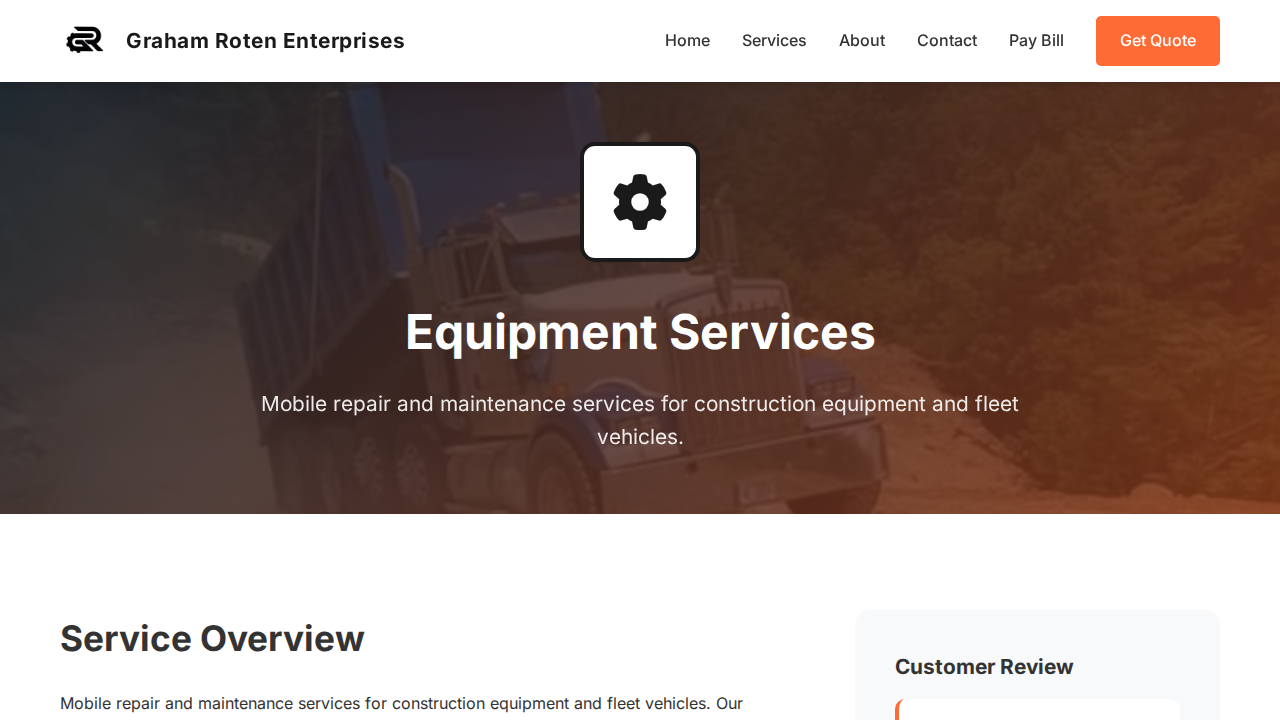 GR
Graham Roten Enterprises
Home
Services
About
Contact
Pay Bill
Get Quote
Equipment Services
Mobile repair and maintenance services for construction equipment and fleet
vehicles.
Service Overview
Mobile repair and maintenance services for construction equipment and fleet vehicles. Our
Customer Review